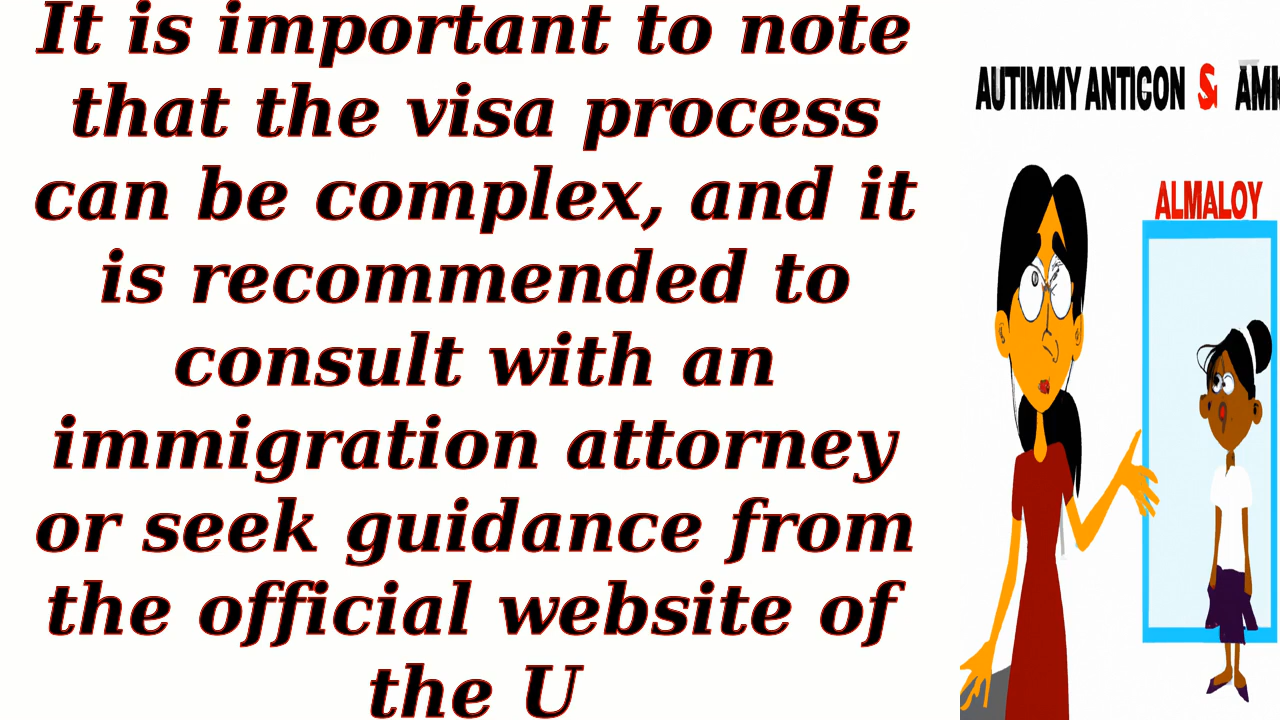 It is important to note
that the visa process
can be complex, and it
is recommended to
consult with an
immigration attorney
or seek guidance from
the official website of
the U
AUTIMMY ANTICON S
ALMALOY